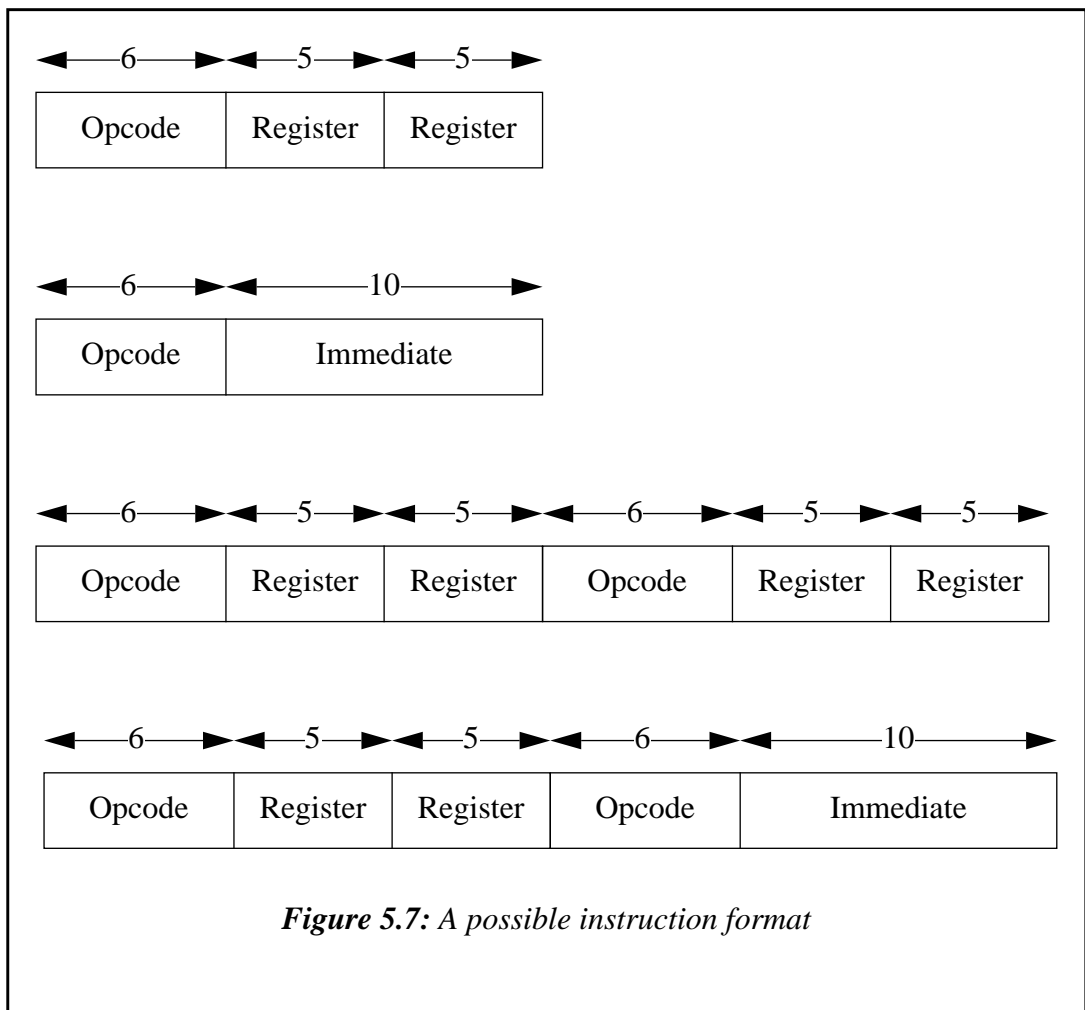 6 5 5
Opcode Register Register
6 10
Opcode Immediate
6 5 5 6 5 5
Opcode Register Register Opcode Register Register
6 5 5 6 10
Opcode Register Register Opcode Immediate
Figure 5.7: A possible instruction format